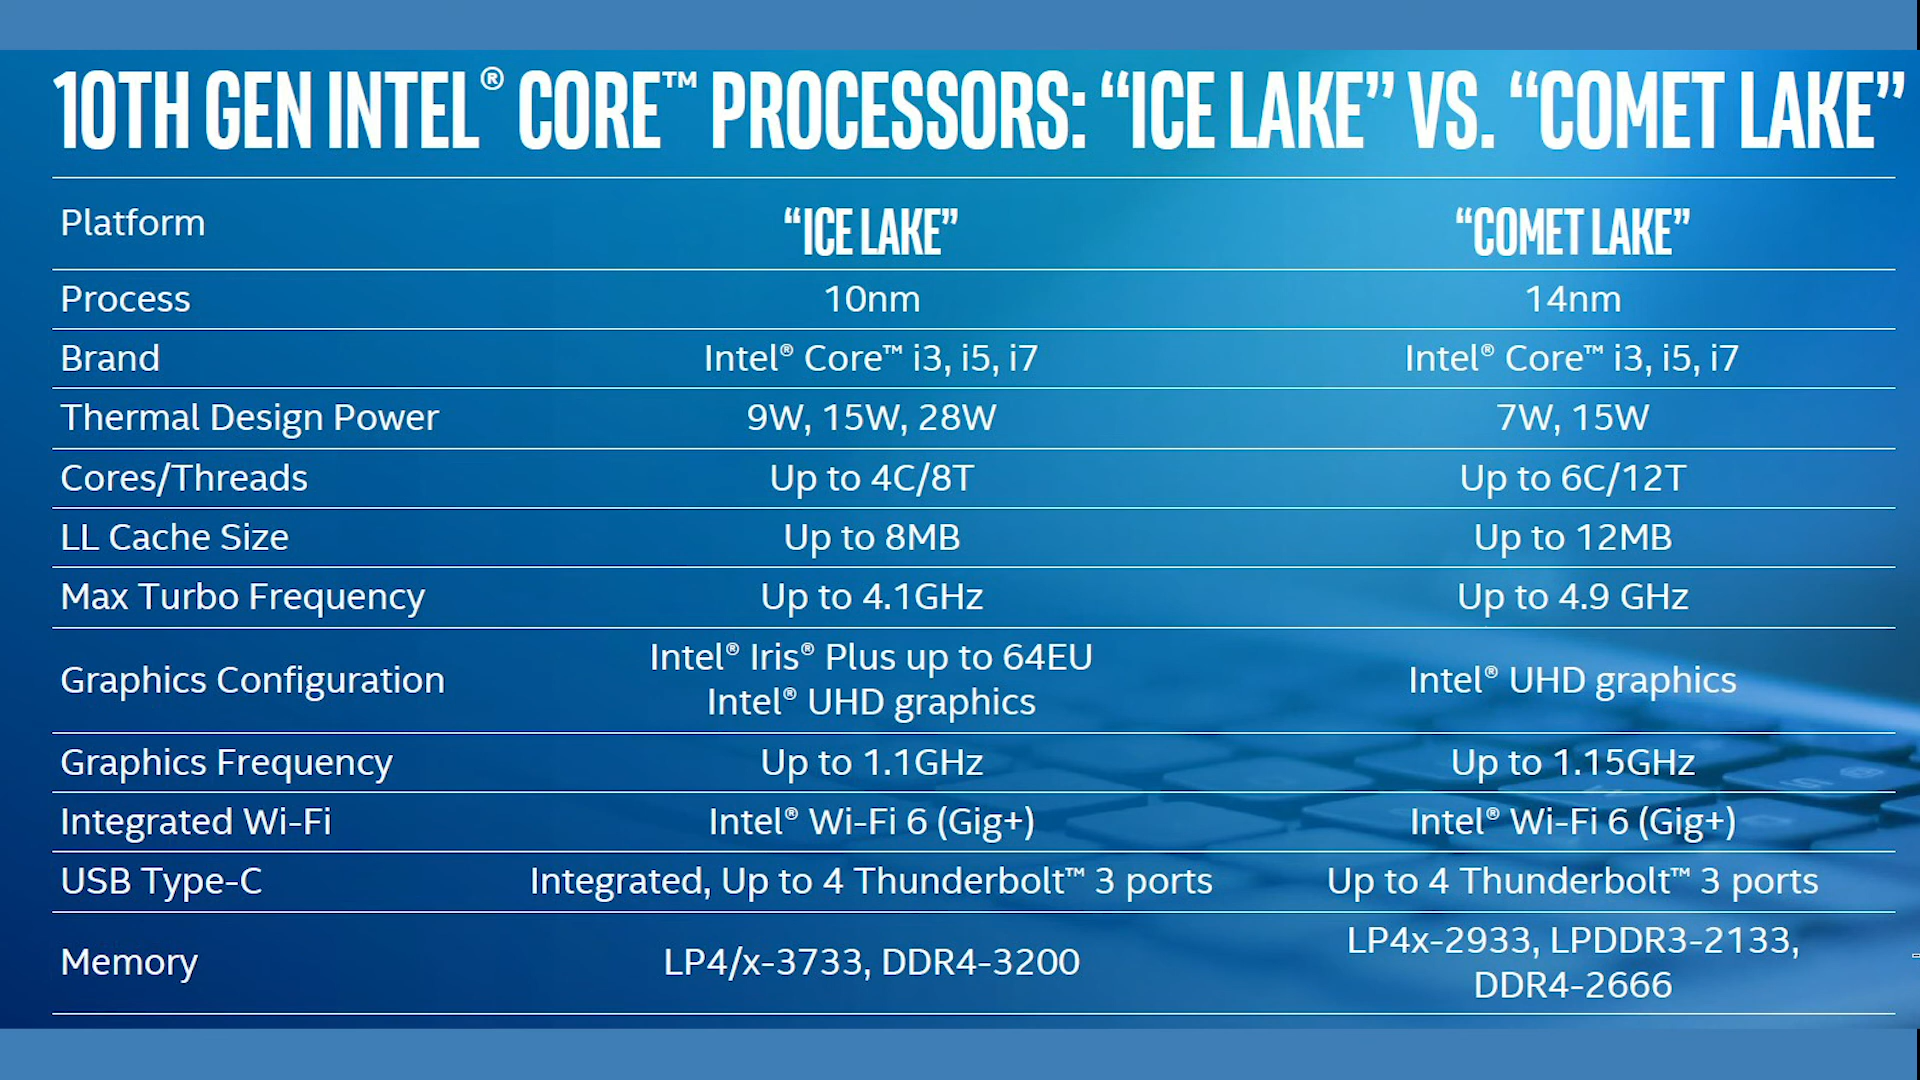 10TH GEN INTEL® CORE™ PROCESSORS: “ICE LAKE” VS. “COMET LAKE”
Platform “ICE LAKE” “COMET LAKE”
Process 10nm 14nm
Brand Intel® Core™ i3, i5, i7 Intel® Core™ i3, i5, i7
Thermal Design Power 9W, 15W, 28W 7W, 15W
Cores/Threads Up to 4C/8T Up to 6C/12T
LL Cache Size Up to 8MB Up to 12MB
Max Turbo Frequency Up to 4.1GHz Up to 4.9 GHz
Graphics Configuration Intel® Iris® Plus up to 64EU
Intel® UHD graphics Intel® UHD graphics
Graphics Frequency Up to 1.1GHz Up to 1.15GHz
Integrated Wi-Fi Intel® Wi-Fi 6 (Gig+) Intel® Wi-Fi 6 (Gig+)
USB Type-C Integrated, Up to 4 Thunderbolt™ 3 ports Up to 4 Thunderbolt™ 3 ports
Memory LP4/x-3733, DDR4-3200 LP4x-2933, LPDDR3-2133,
DDR4-2666